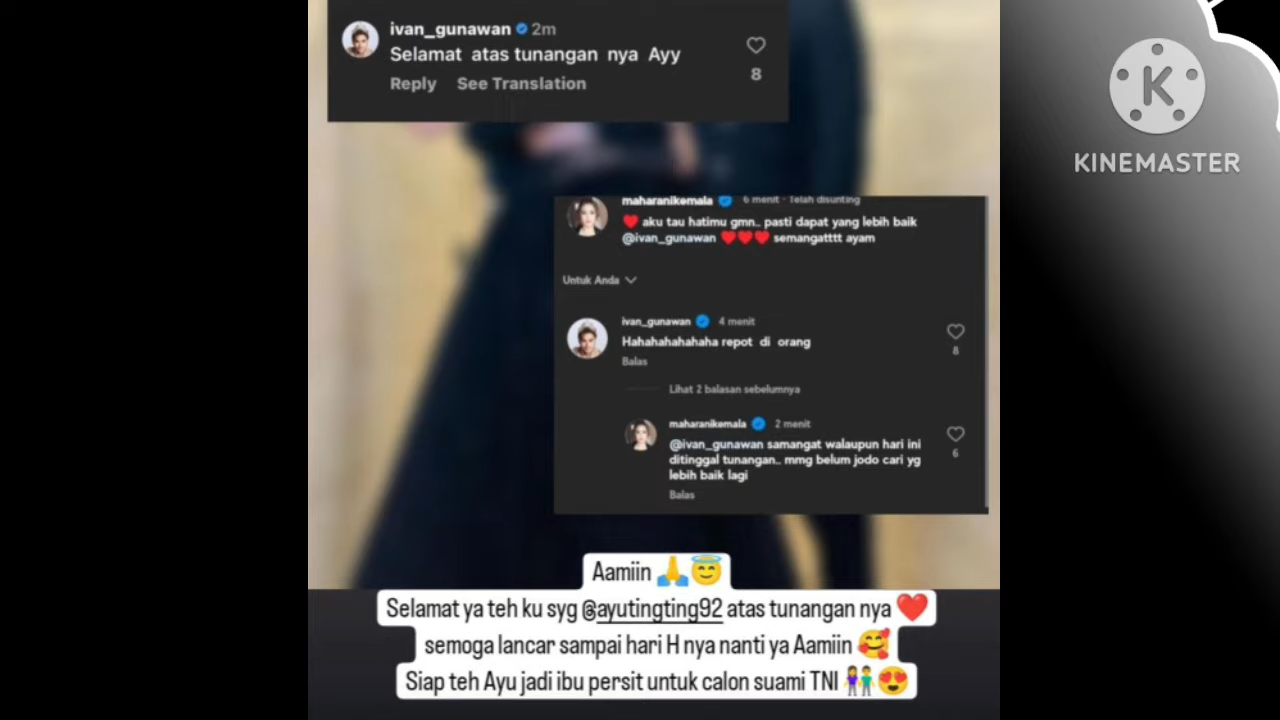 ivan_gunawan 2m
Selamat atas tunangan nya Ayy
8
Reply See Translation
K
KINEMASTER
maharanikemala 6 menit · Telah disunting
❤️ aku tau hatimu gmn.. pasti dapat yang lebih baik
@ivan_gunawan ❤️❤️❤️ semangatttt ayam
Untuk Anda
ivan_gunawan 4 menit
Hahahahahahaha repot di orang
8
Balas
Lihat 2 balasan sebelumnya
maharanikemala 2 menit
@ivan_gunawan samangat walaupun hari ini
ditinggal tunangan.. mmg belum jodo cari yg
lebih baik lagi
6
Balas
Aamiin 🙏😇
Selamat ya teh ku syg @ayutingting92 atas tunangan nya ❤️
semoga lancar sampai hari H nya nanti ya Aamiin 🥰
Siap teh Ayu jadi ibu persit untuk calon suami TNI 👫😍